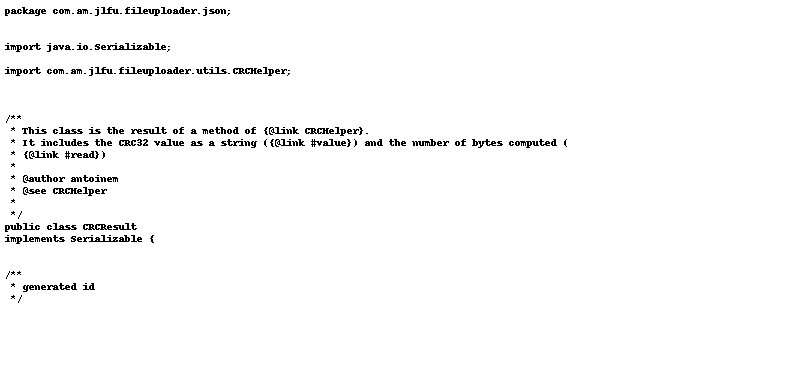 package com.am.jlfu.fileuploader.json;
import java.io.Serializable;
import com.am.jlfu.fileuploader.utils.CRCHelper;
/**
 * This class is the result of a method of {@link CRCHelper}.
 * It includes the CRC32 value as a string ({@link #value}) and the number of bytes computed (
 * {@link #read})
 *
 * @author antoinem
 * @see CRCHelper
 *
 */
public class CRCResult
implements Serializable {
/**
 * generated id
 */